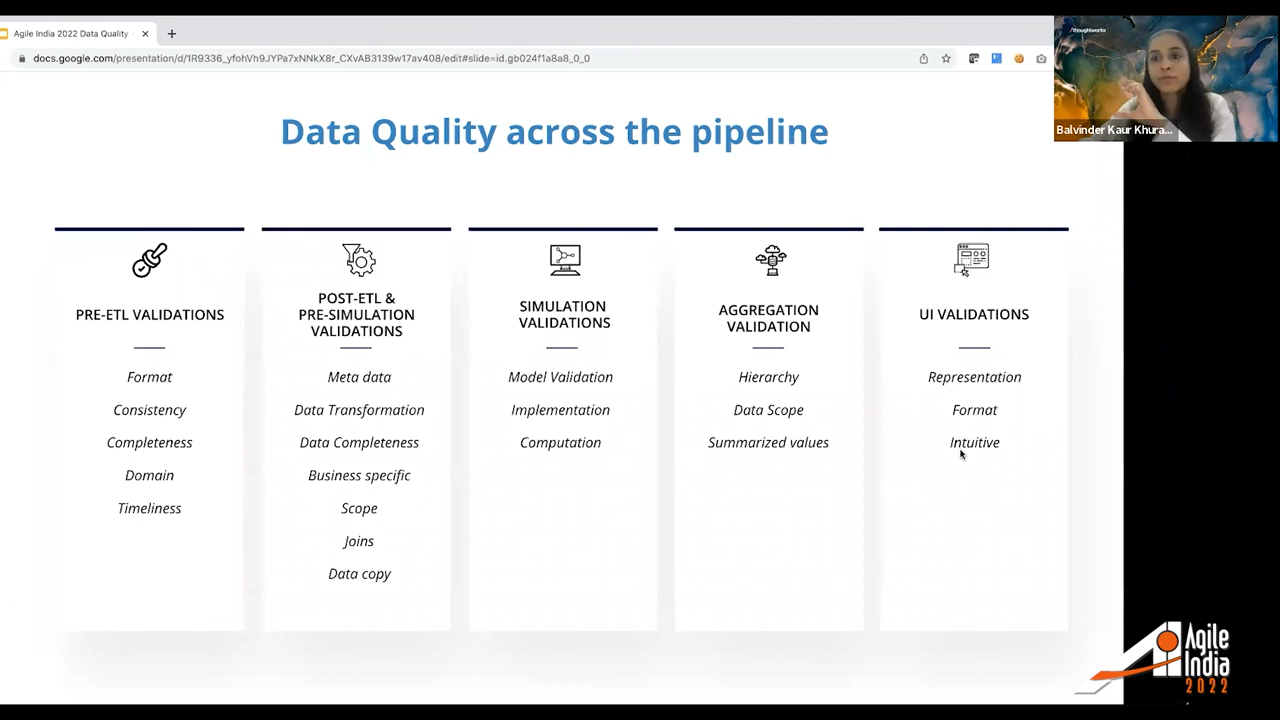 Agile India 2022 Data Quality
docs.google.com/presentation/d/1R9336_yfohVh9JYPa7xNNkX8r_CXvAB3139w17av408/edit#slide=id.gb024f1a8a8_0_0
/thoughtworks
Balvinder Kaur Khura...
Data Quality across the pipeline
PRE-ETL VALIDATIONS
Format
Consistency
Completeness
Domain
Timeliness
POST-ETL &
PRE-SIMULATION
VALIDATIONS
Meta data
Data Transformation
Data Completeness
Business specific
Scope
Joins
Data copy
SIMULATION
VALIDATIONS
Model Validation
Implementation
Computation
AGGREGATION
VALIDATION
Hierarchy
Data Scope
Summarized values
UI VALIDATIONS
Representation
Format
Intuitive
Agile
India
2022